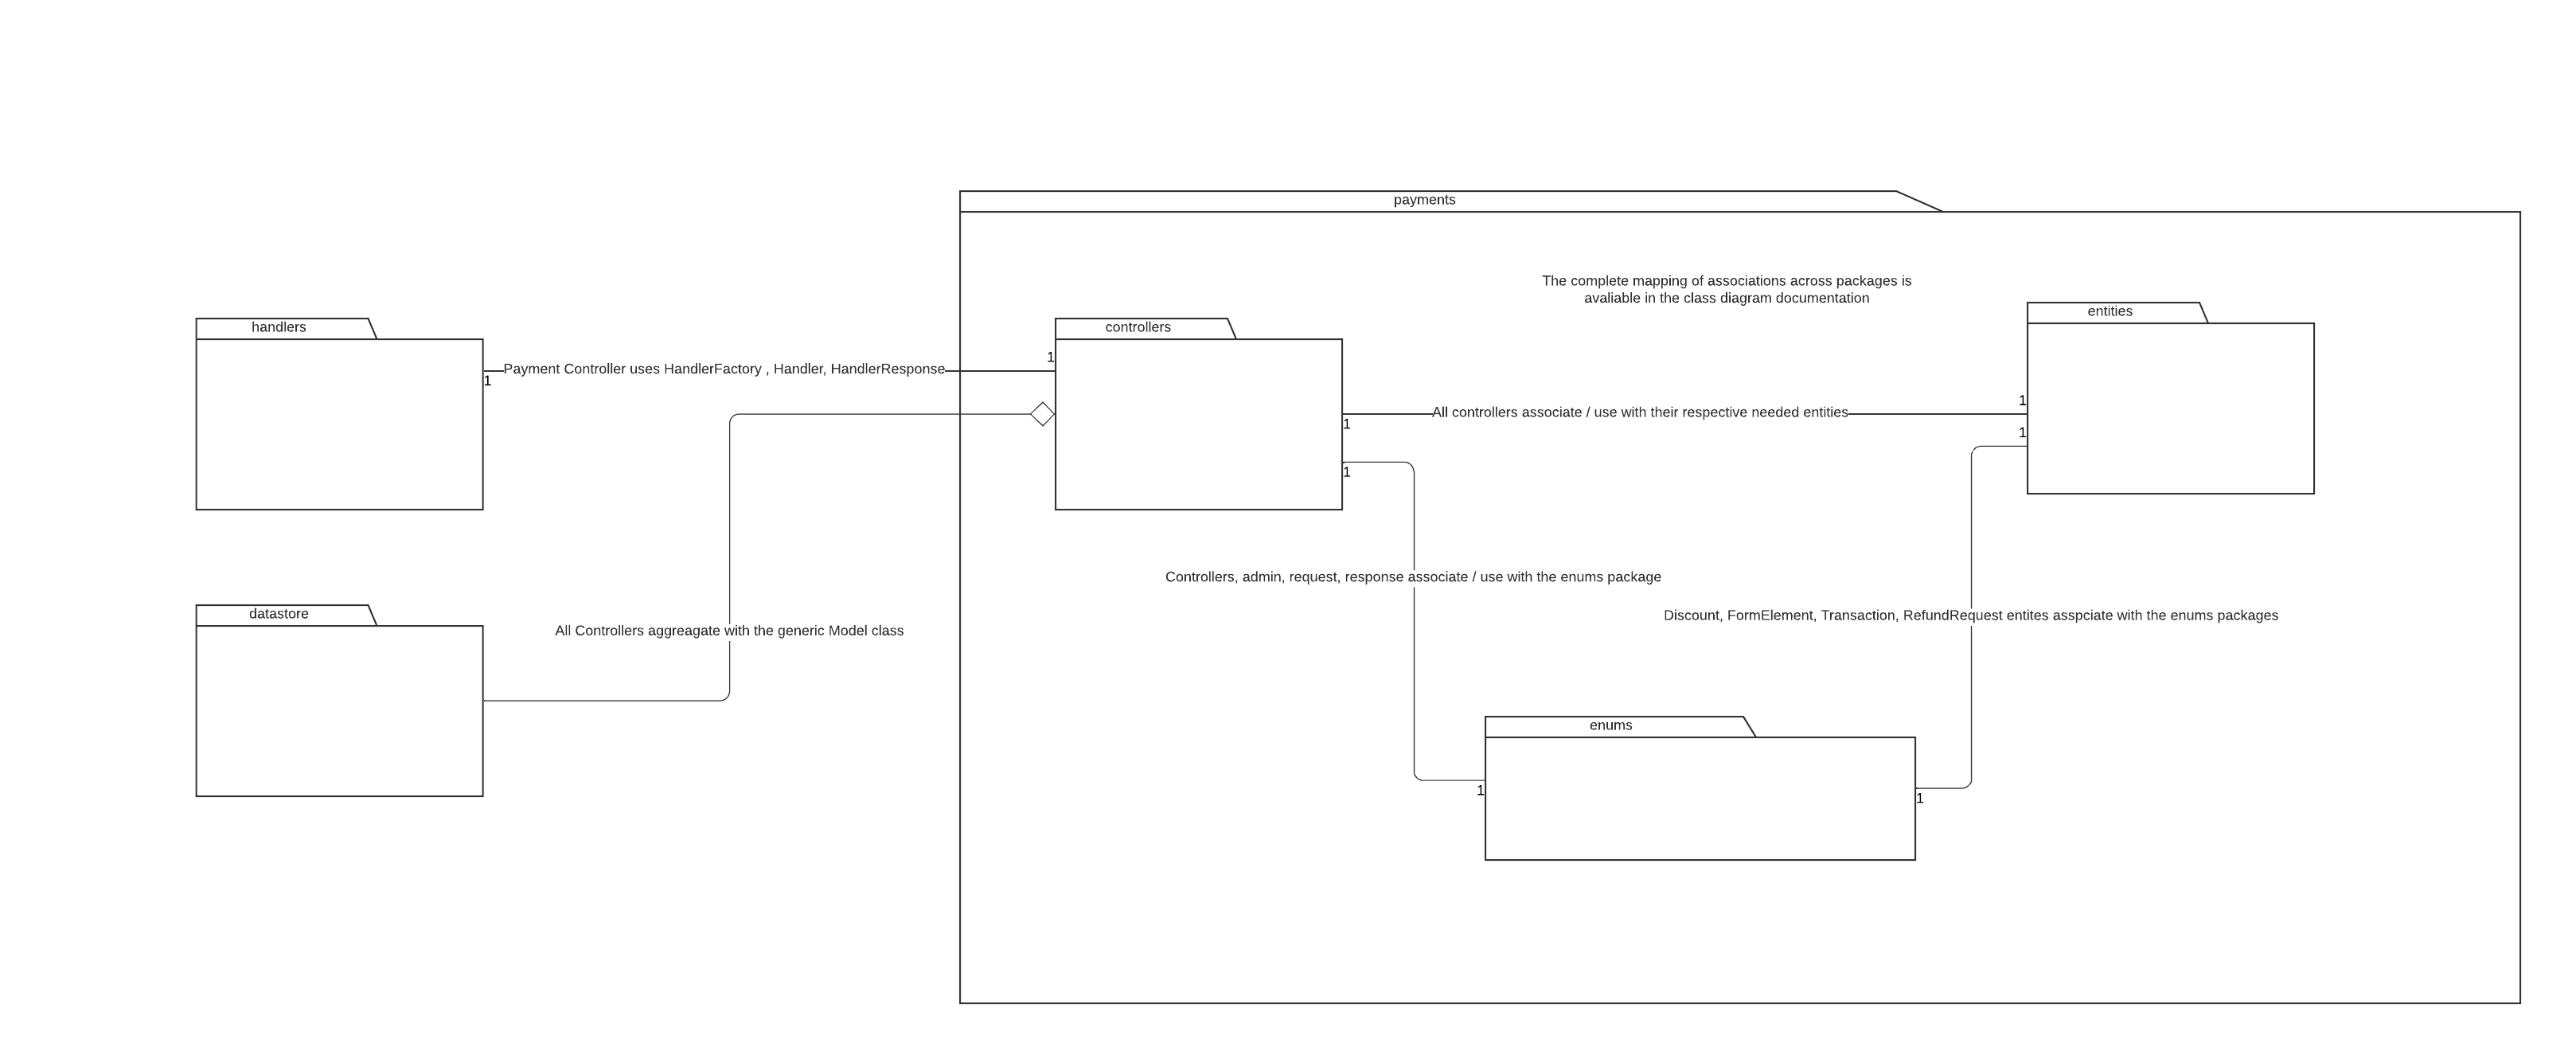 payments
The complete mapping of associations across packages is
avaliable in the class diagram documentation
handlers
controllers
entities
1
Payment Controller uses HandlerFactory , Handler, HandlerResponse
1
1
All controllers associate / use with their respective needed entities
1
1
1
Controllers, admin, request, response associate / use with the enums package
datastore
Discount, FormElement, Transaction, RefundRequest entites asspciate with the enums packages
All Controllers aggreagate with the generic Model class
enums
1
1